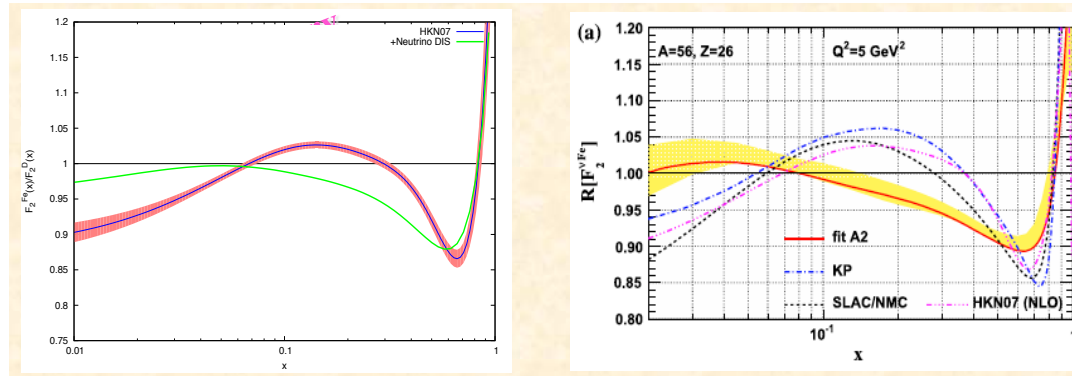 1.2
1.15
1.1
1.05
1
0.95
0.9
0.85
0.8
0.75
0.01
0.1
1
x
F₂ᶠᵉ(x)/F₂ᴰ(x)
HKN07
+Neutrino DIS
(a)
1.20
1.15
1.10
1.05
1.00
0.95
0.90
0.85
0.80
R[F₂^νFe]
A=56, Z=26
Q²=5 GeV²
fit A2
KP
SLAC/NMC
HKN07 (NLO)
10⁻¹
x